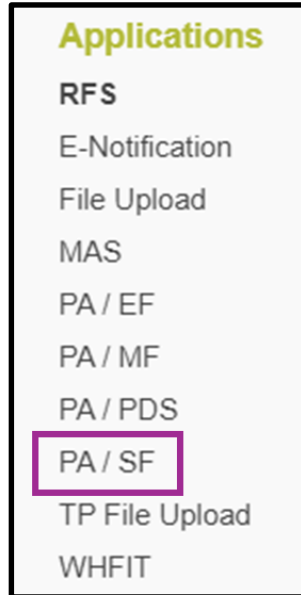 Applications
RFS
E-Notification
File Upload
MAS
PA / EF
PA / MF
PA / PDS
PA / SF
TP File Upload
WHFIT